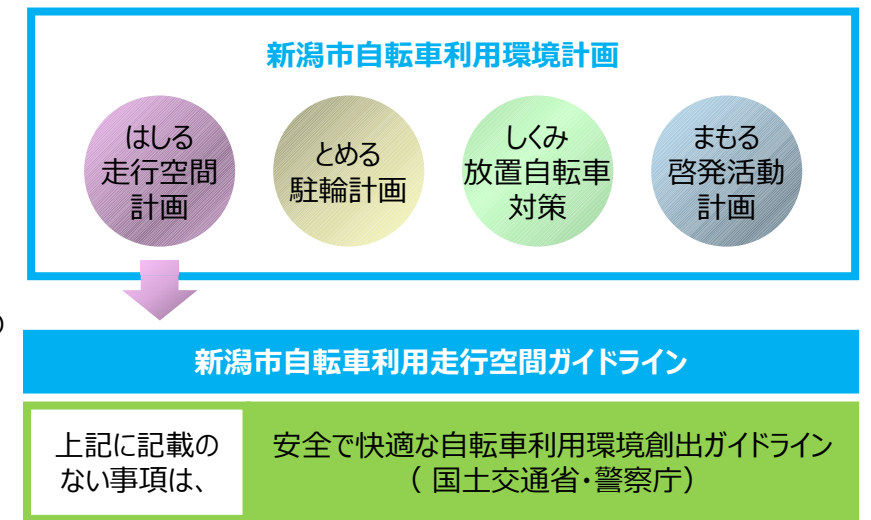 新潟市自転車利用環境計画
はしる
走行空間
計画
とめる
駐輪計画
しくみ
放置自転車
対策
まもる
啓発活動
計画
)
新潟市自転車利用走行空間ガイドライン
上記に記載の
ない事項は、
安全で快適な自転車利用環境創出ガイドライン
( 国土交通省・警察庁)